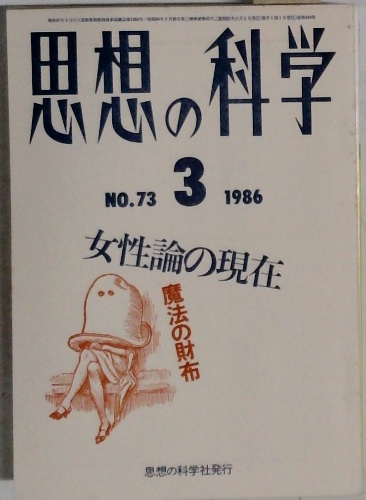 思想の科学
NO.73 3 1986
女性論の現在
魔法の財布
思想の科学社発行